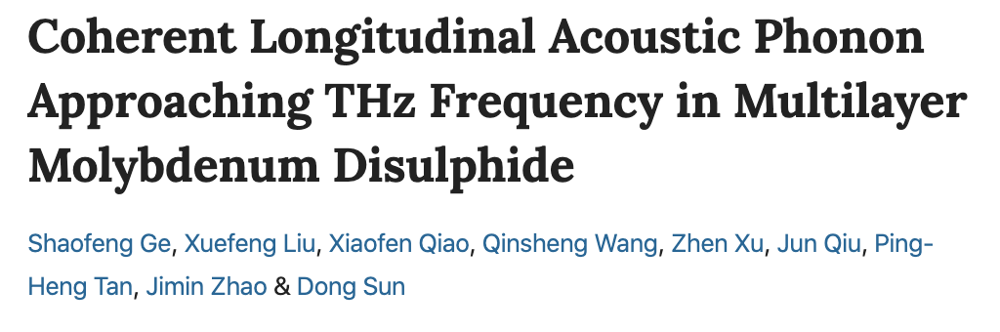 Coherent Longitudinal Acoustic Phonon
Approaching THz Frequency in Multilayer
Molybdenum Disulphide
Shaofeng Ge, Xuefeng Liu, Xiaofen Qiao, Qinsheng Wang, Zhen Xu, Jun Qiu, Ping-
Heng Tan, Jimin Zhao & Dong Sun